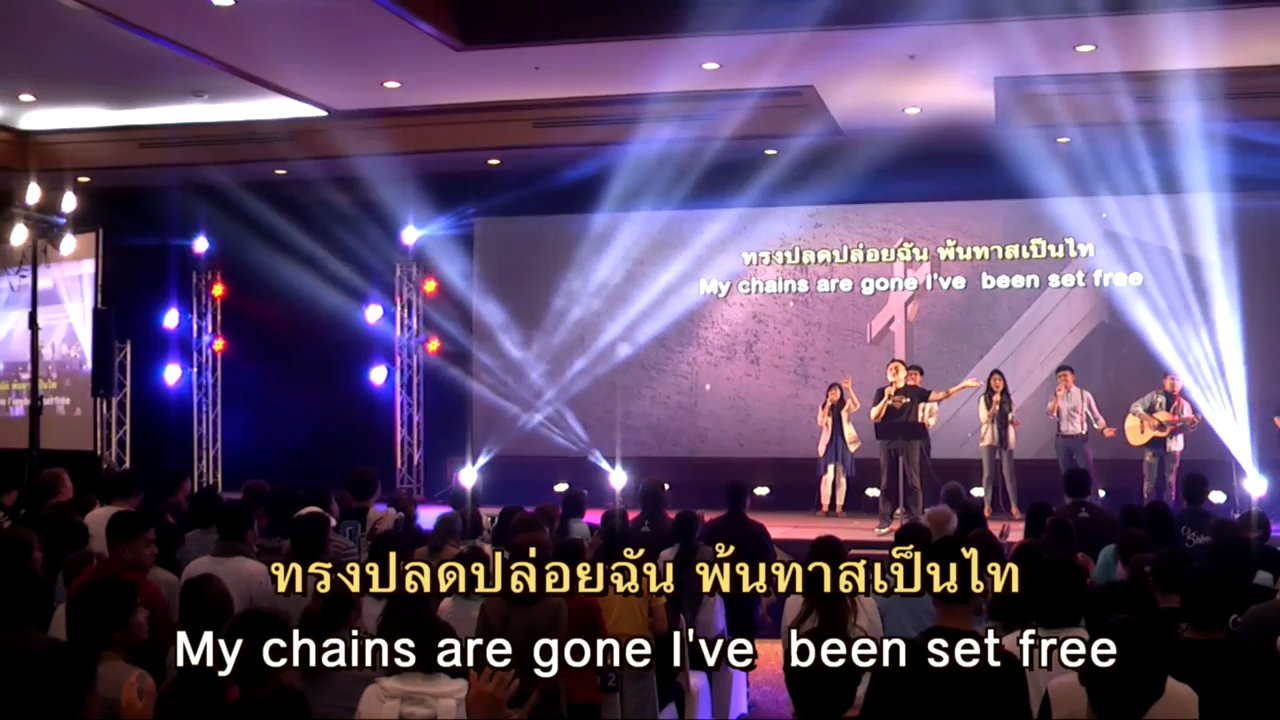 ทรงปลดปล่อยฉัน พ้นทาสเป็นไท
My chains are gone I've been set free
ทรงปลดปล่อยฉัน พ้นทาสเป็นไท
My chains are gone I've  been set free